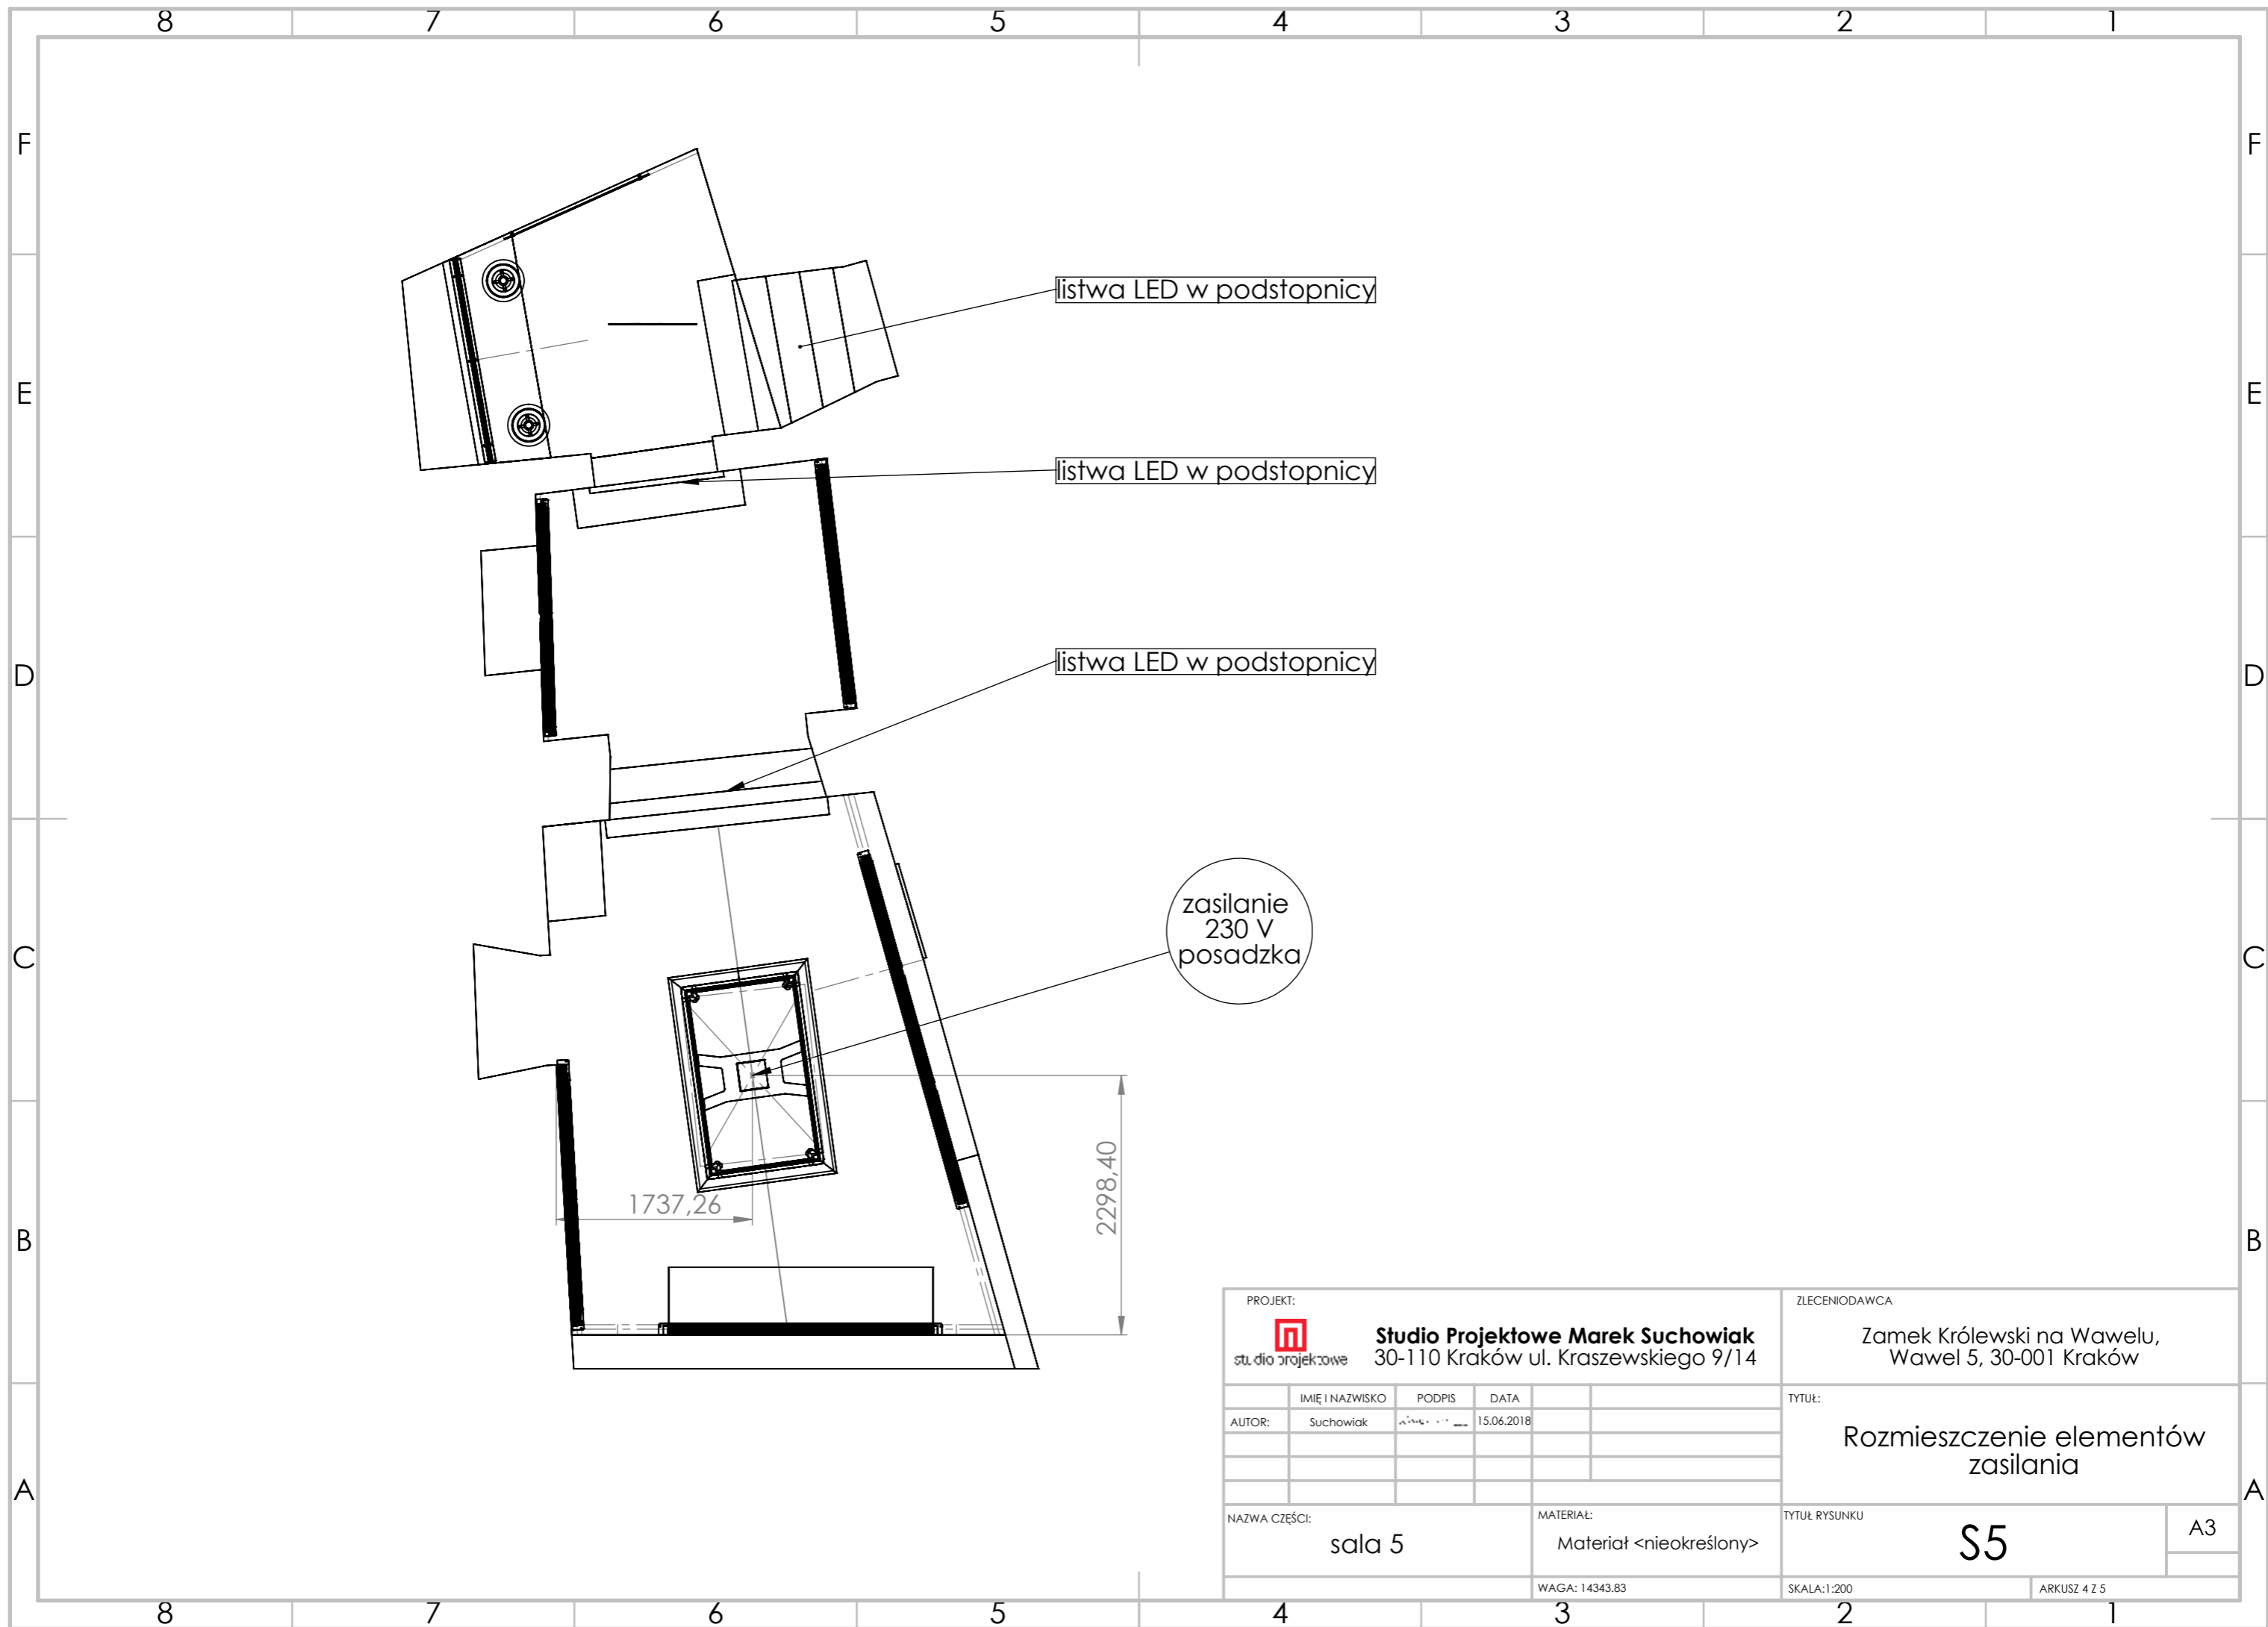 8 7 6 5 4 3 2 1
F F
E E
D D
C C
B B
A A
listwa LED w podstopnicy
listwa LED w podstopnicy
listwa LED w podstopnicy
zasilanie
230 V
posadzka
1737,26
2298,40
PROJEKT:
studio projektowe
Studio Projektowe Marek Suchowiak
30-110 Kraków ul. Kraszewskiego 9/14
ZLECENIODAWCA
Zamek Królewski na Wawelu,
Wawel 5, 30-001 Kraków
IMIĘ I NAZWISKO PODPIS DATA
AUTOR: Suchowiak 15.06.2018
TYTUŁ:
Rozmieszczenie elementów
zasilania
NAZWA CZĘŚCI:
sala 5
MATERIAŁ:
Materiał <nieokreślony>
TYTUŁ RYSUNKU
S5
A3
WAGA: 14343.83
SKALA:1:200
ARKUSZ 4 Z 5
8 7 6 5 4 3 2 1